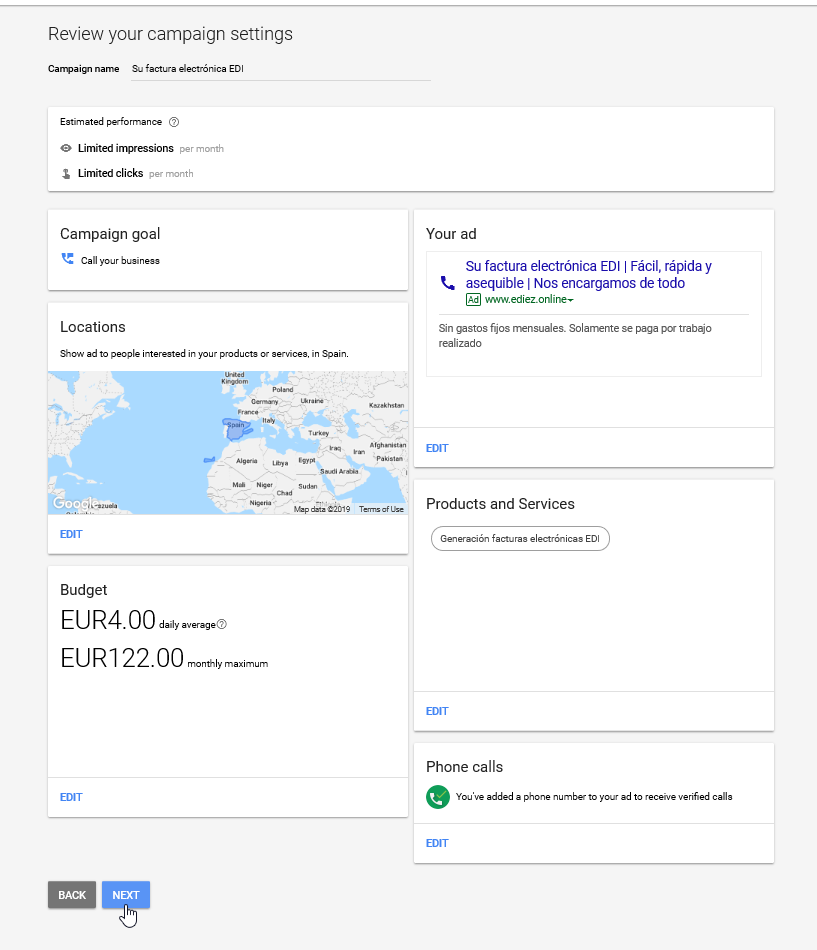 Review your campaign settings
Campaign name Su factura electrónica EDI
Estimated performance ?
Limited impressions per month
Limited clicks per month
Campaign goal
Call your business
Locations
Show ad to people interested in your products or services, in Spain.
United
Kingdom
Poland
Germany
Ukraine
Kazakhstan
France
Italy
Spain
Turkey
Afghanistan
Iraq
Iran
Pakistan
Algeria
Libya
Egypt
Saudi Arabia
Mali
Niger
Chad
Sudan
Nigeria
Google
Map data ©2019 Terms of Use
EDIT
Budget
EUR4.00 daily average ?
EUR122.00 monthly maximum
EDIT
Your ad
Su factura electrónica EDI | Fácil, rápida y
asequible | Nos encargamos de todo
Ad www.ediez.online
Sin gastos fijos mensuales. Solamente se paga por trabajo
realizado
EDIT
Products and Services
Generación facturas electrónicas EDI
EDIT
Phone calls
You've added a phone number to your ad to receive verified calls
EDIT
BACK NEXT